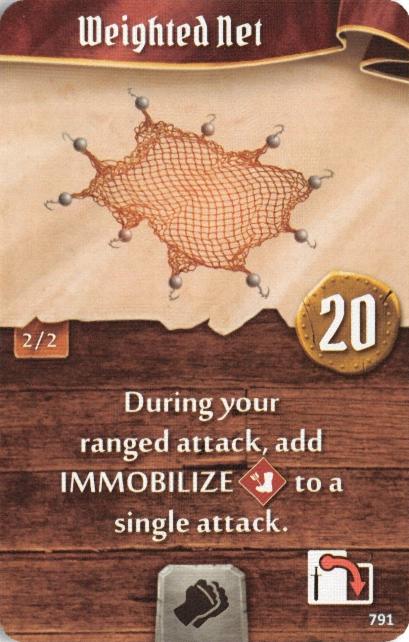 Weighted Net
2/2
20
During your
ranged attack, add
IMMOBILIZE to a
single attack.
791